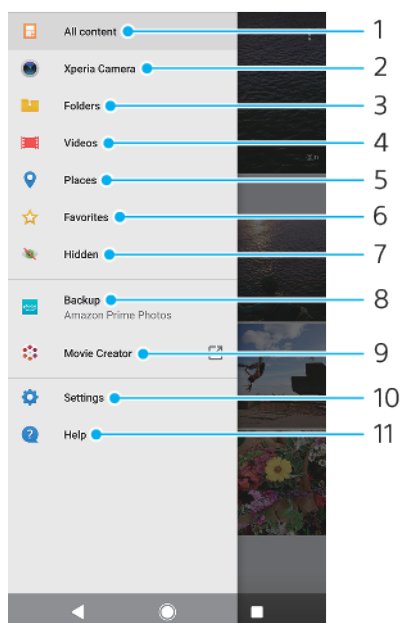 All content 1
Xperia Camera 2
Folders 3
Videos 4
Places 5
Favorites 6
Hidden 7
Backup 8
Amazon Prime Photos
Movie Creator 9
Settings 10
? Help 11